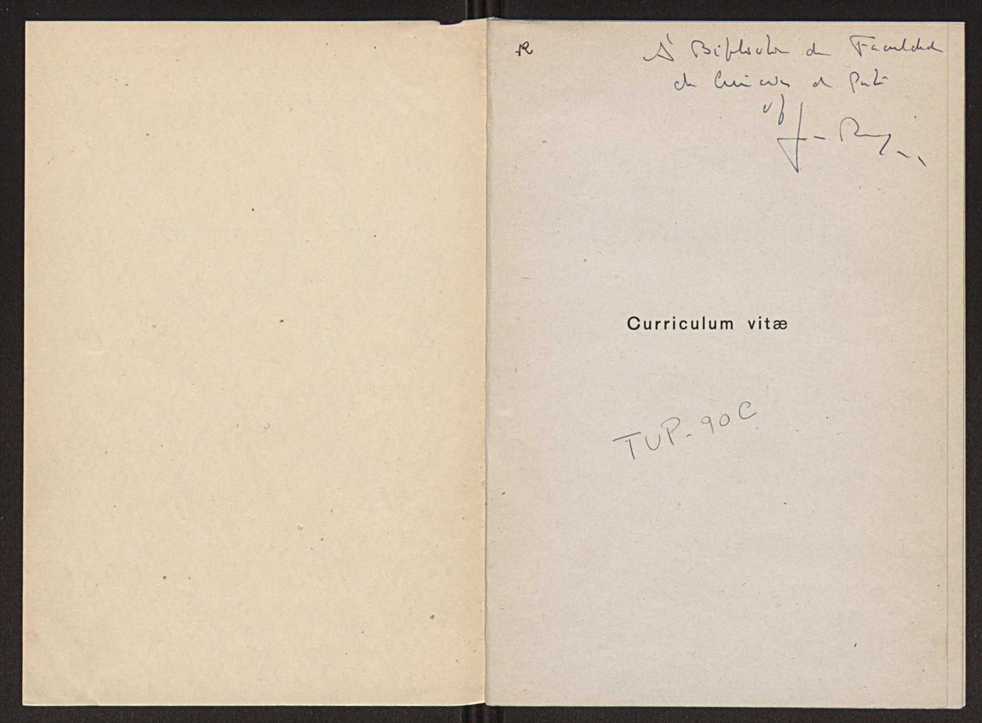 À Biblioteca da Faculdade
de Ciências do Porto
Curriculum vitæ
TUP-90C